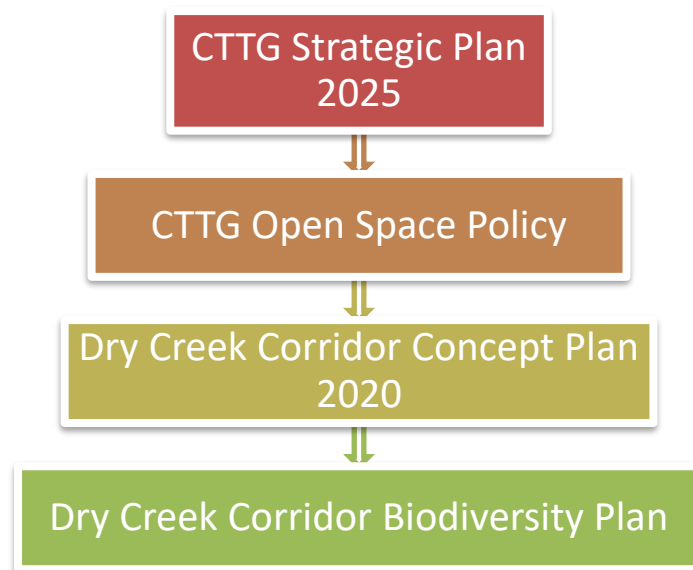 CTTG Strategic Plan
2025
CTTG Open Space Policy
Dry Creek Corridor Concept Plan
2020
Dry Creek Corridor Biodiversity Plan